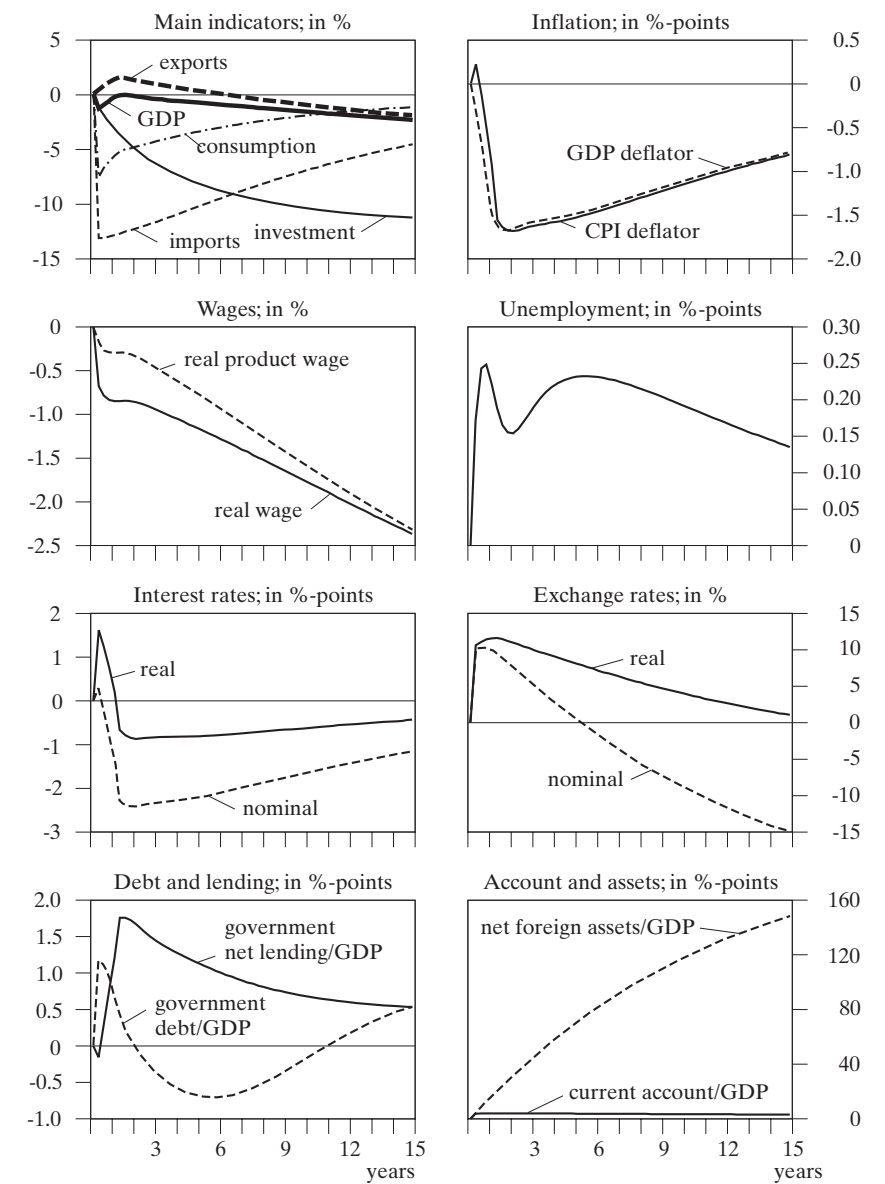 Main indicators; in %
5
0
-5
-10
-15
exports
GDP
consumption
imports
investment
Inflation; in %-points
0.5
0
-0.5
-1.0
-1.5
-2.0
GDP deflator
CPI deflator
Wages; in %
0
-0.5
-1.0
-1.5
-2.0
-2.5
real product wage
real wage
Unemployment; in %-points
0.30
0.25
0.20
0.15
0.10
0.05
0
Interest rates; in %-points
2
1
0
-1
-2
-3
real
nominal
Exchange rates; in %
15
10
5
0
-5
-10
-15
real
nominal
Debt and lending; in %-points
2.0
1.5
1.0
0.5
0
-0.5
-1.0
government
net lending/GDP
government
debt/GDP
3 6 9 12 15
years
Account and assets; in %-points
160
120
80
40
0
net foreign assets/GDP
current account/GDP
3 6 9 12 15
years